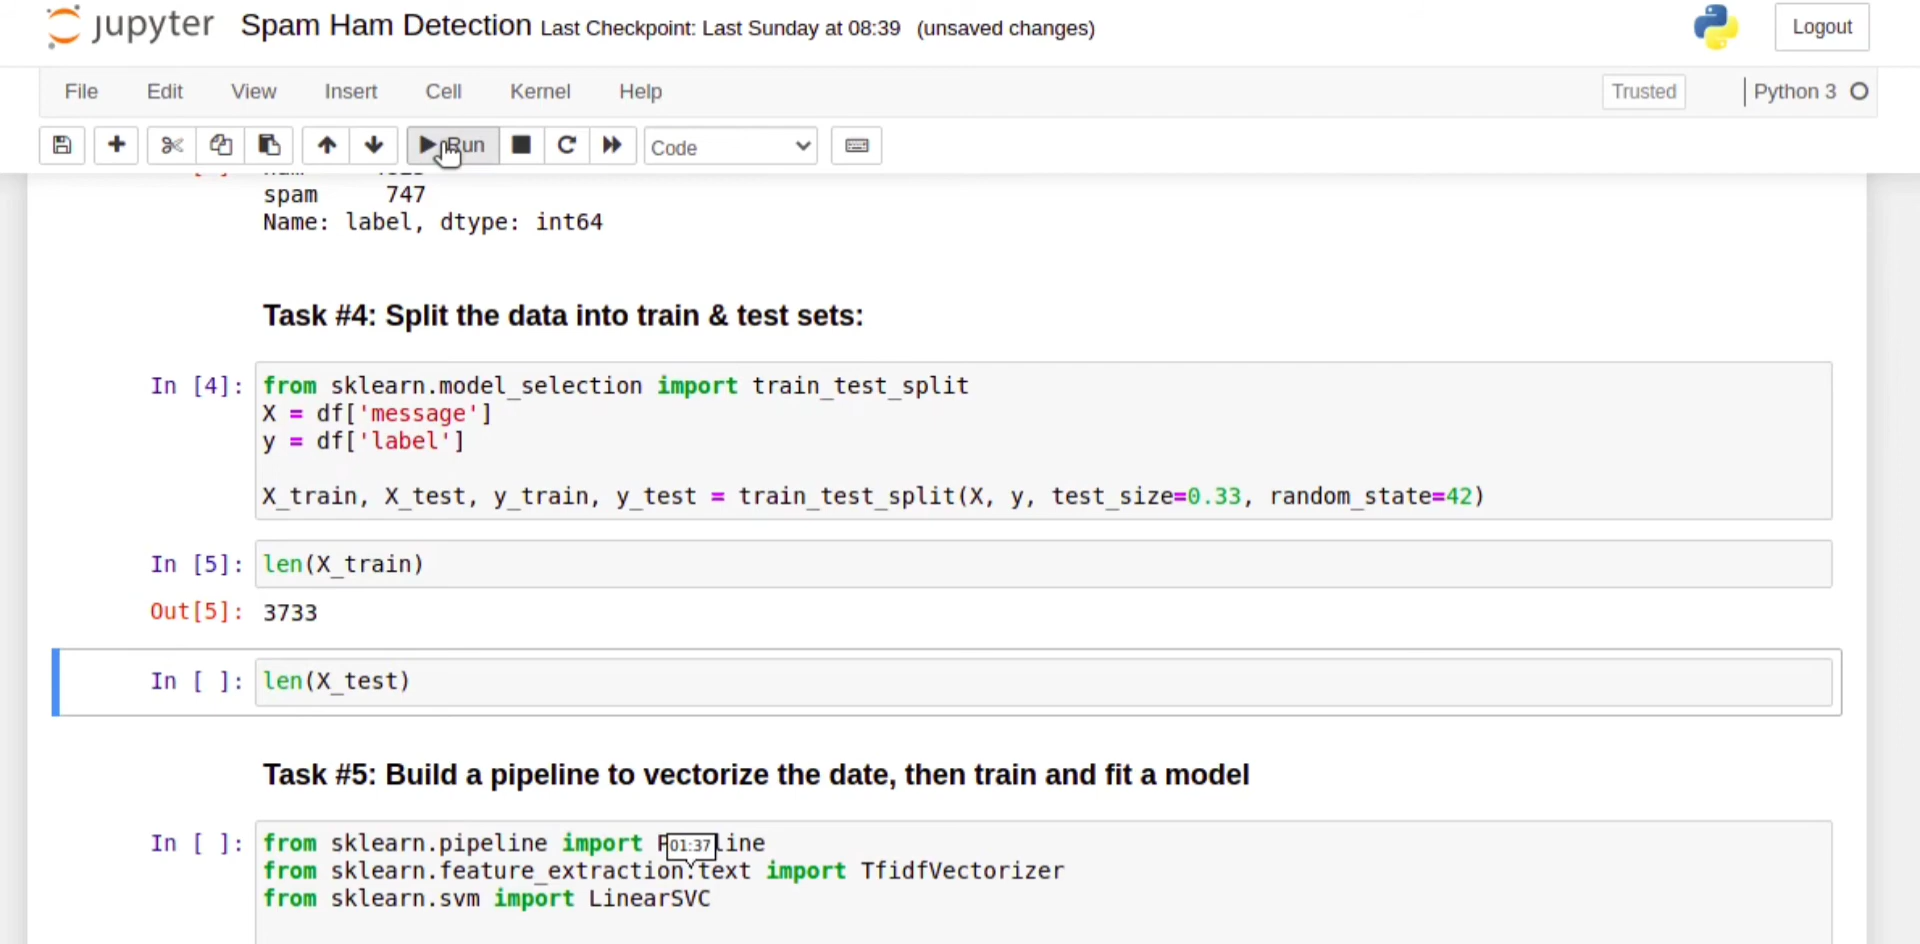 jupyter Spam Ham Detection Last Checkpoint: Last Sunday at 08:39 (unsaved changes) Logout
File Edit View Insert Cell Kernel Help Trusted Python 3
Run Code
spam 747
Name: label, dtype: int64
Task #4: Split the data into train & test sets:
In [4]: from sklearn.model_selection import train_test_split
X = df['message']
y = df['label']
X_train, X_test, y_train, y_test = train_test_split(X, y, test_size=0.33, random_state=42)
In [5]: len(X_train)
Out[5]: 3733
In [ ]: len(X_test)
Task #5: Build a pipeline to vectorize the date, then train and fit a model
In [ ]: from sklearn.pipeline import
01:37
from sklearn.feature_extraction.text import TfidfVectorizer
from sklearn.svm import LinearSVC